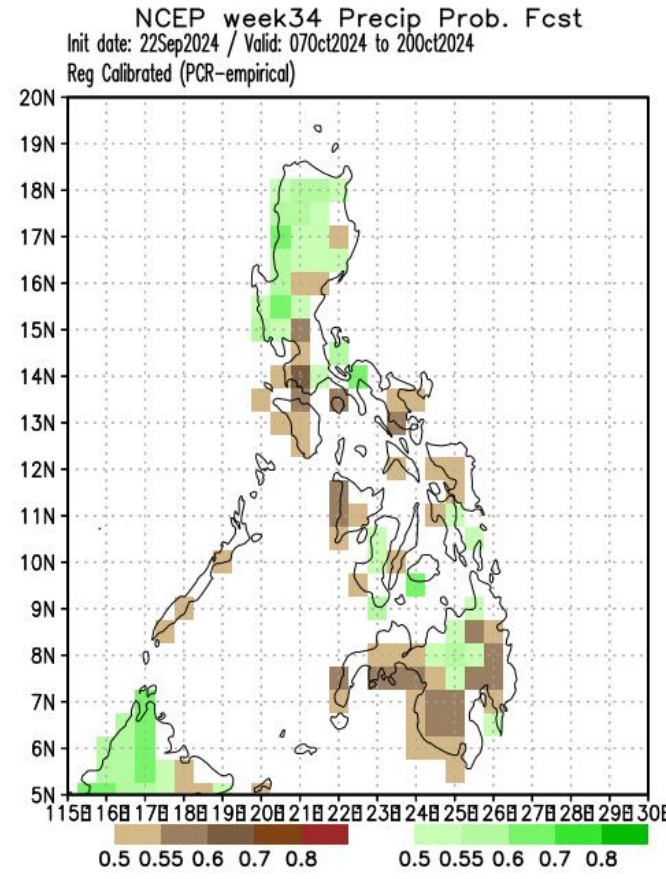 NCEP week34 Precip Prob. Fcst
Init date: 22Sep2024 / Valid: 07Oct2024 to 20Oct2024
Reg Calibrated (PCR-empirical)
20N
19N
18N
17N
16N
15N
14N
13N
12N
11N
10N
9N
8N
7N
6N
5N
115E 116E 117E 118E 119E 120E 121E 122E 123E 124E 125E 126E 127E 128E 129E 130E
0.5 0.55 0.6 0.7 0.8 0.5 0.55 0.6 0.7 0.8